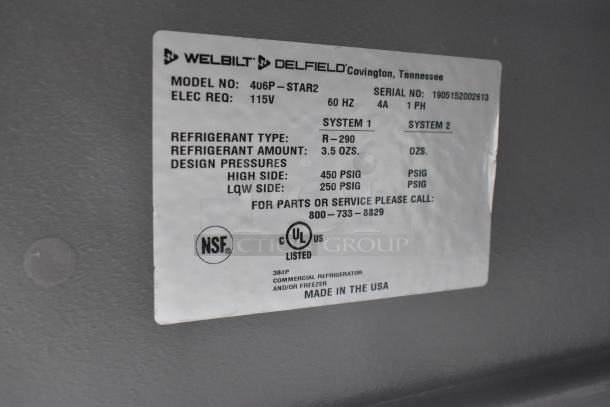 WELBILT DELFIELD Covington, Tennessee
MODEL NO: 406P-STAR2 SERIAL NO: 1905152002613
ELEC REQ: 115V 60 HZ 4A 1 PH
SYSTEM 1 SYSTEM 2
REFRIGERANT TYPE: R-290
REFRIGERANT AMOUNT: 3.5 OZS. OZS.
DESIGN PRESSURES
HIGH SIDE: 450 PSIG PSIG
LOW SIDE: 250 PSIG PSIG
FOR PARTS OR SERVICE PLEASE CALL:
800-733-8829
NSF® C UL US
LISTED
AUCTION GROUP
384P
COMMERCIAL REFRIGERATOR
AND/OR FREEZER
MADE IN THE USA